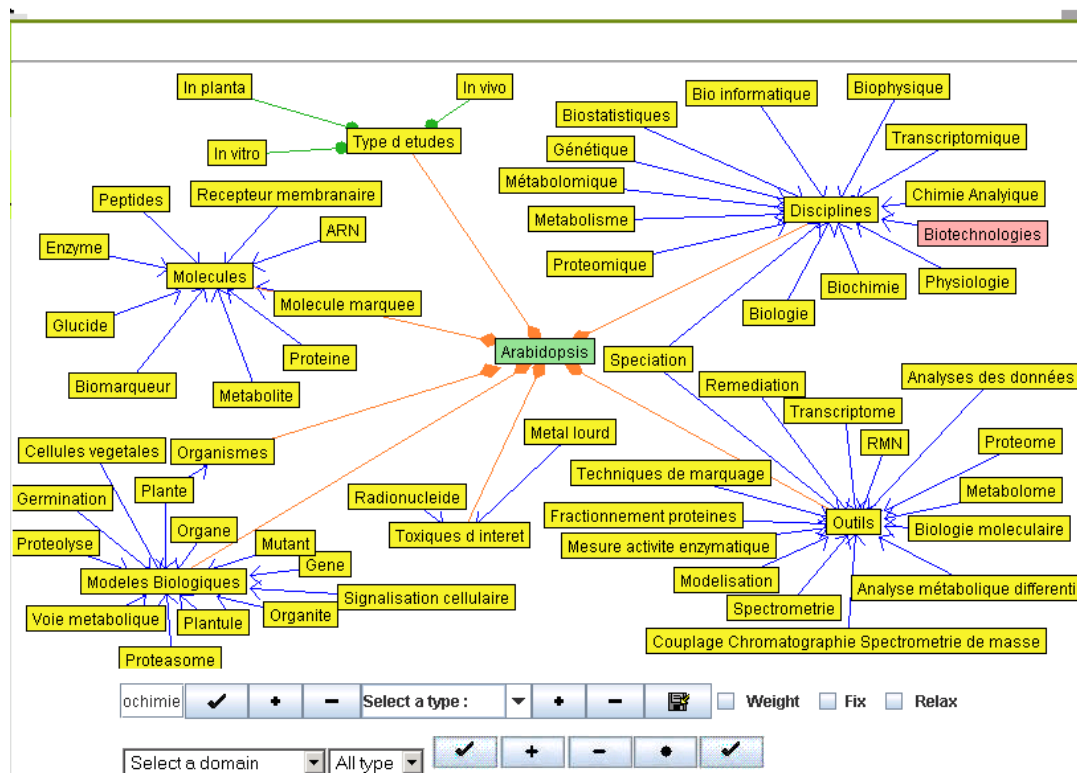 In planta
In vivo
Bio informatique
Biophysique
Biostatistiques
Type d etudes
Transcriptomique
In vitro
Génétique
Métabolomique
Recepteur membranaire
Peptides
Chimie Analyique
Disciplines
Metabolisme
ARN
Biotechnologies
Enzyme
Proteomique
Molecules
Physiologie
Biochimie
Molecule marquee
Biologie
Glucide
Arabidopsis
Proteine
Speciation
Analyses des données
Biomarqueur
Remediation
Metabolite
Transcriptome
Metal lourd
Cellules vegetales
Organismes
RMN
Proteome
Techniques de marquage
Plante
Germination
Radionucleide
Metabolome
Fractionnement proteines
Outils
Biologie moleculaire
Organe
Toxiques d interet
Proteolyse
Mutant
Mesure activite enzymatique
Gene
Modeles Biologiques
Modelisation
Analyse métabolique differenti
Signalisation cellulaire
Spectrometrie
Organite
Voie metabolique
Plantule
Couplage Chromatographie Spectrometrie de masse
Proteasome
ochimie
Select a type :
Weight
Fix
Relax
Select a domain
All type